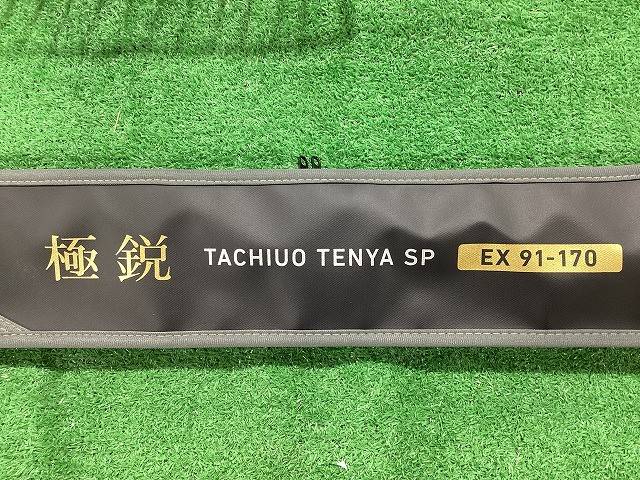 極鋭 TACHIUO TENYA SP EX 91-170